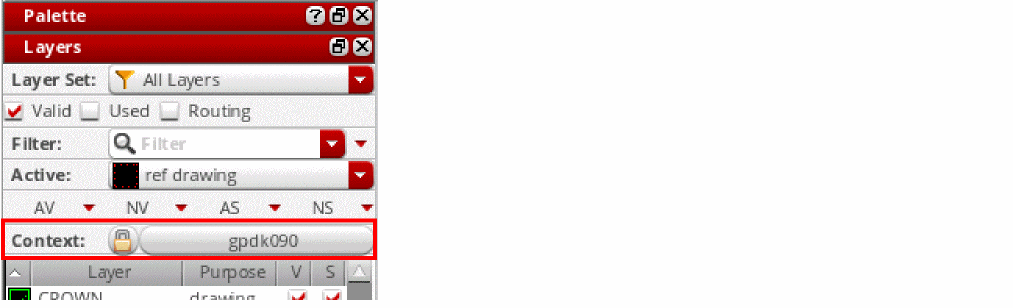 Palette
Layers
Layer Set: All Layers
Valid Used Routing
Filter: Filter
Active: ref drawing
AV NV AS NS
Context: gpdk090
Layer Purpose V S
CROWN drawing